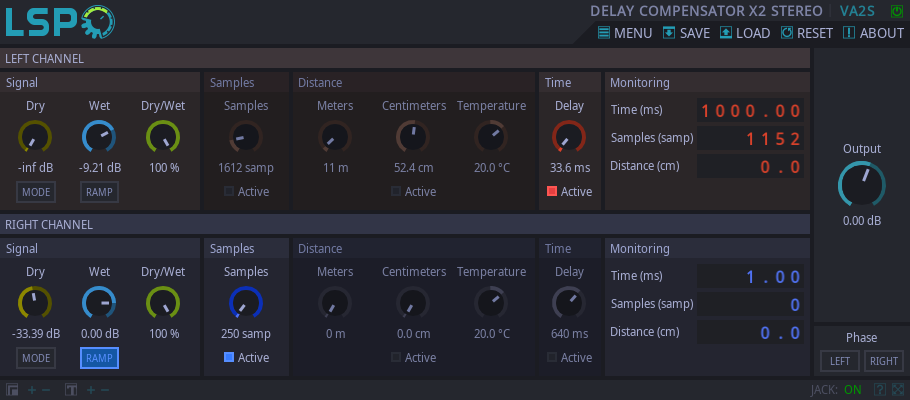 LSP DELAY COMPENSATOR X2 STEREO VA2S
MENU SAVE LOAD RESET ABOUT
LEFT CHANNEL
Signal Samples Distance Time Monitoring
Dry Wet Dry/Wet Samples Meters Centimeters Temperature Delay
Time (ms) 1000.00
Samples (samp) 1152
Distance (cm) 0.0
-inf dB -9.21 dB 100 % 1612 samp 11 m 52.4 cm 20.0 °C 33.6 ms
MODE RAMP Active Active Active
Output
0.00 dB
RIGHT CHANNEL
Signal Samples Distance Time Monitoring
Dry Wet Dry/Wet Samples Meters Centimeters Temperature Delay
Time (ms) 1.00
Samples (samp) 0
Distance (cm) 0.0
-33.39 dB 0.00 dB 100 % 250 samp 0 m 0.0 cm 20.0 °C 640 ms
MODE RAMP Active Active Active
Phase
LEFT RIGHT
+ − T + − JACK: ON ?